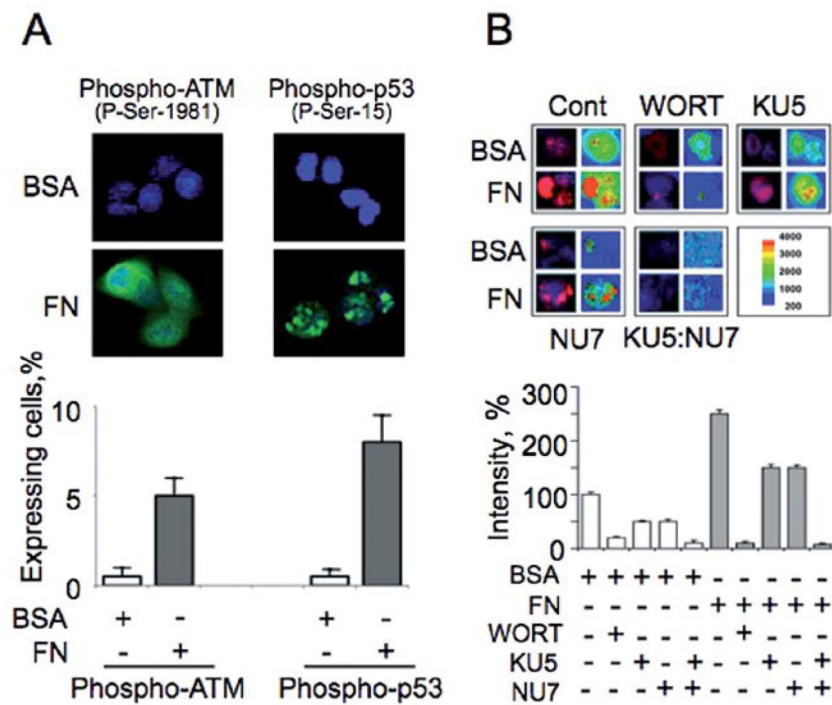 A
Phospho-ATM Phospho-p53
(P-Ser-1981) (P-Ser-15)
BSA
FN
Expressing cells,%
10
5
0
BSA + - + -
FN - + - +
Phospho-ATM Phospho-p53
B
Cont WORT KU5
BSA
FN
BSA
FN
4000
3000
2000
1000
200
NU7 KU5:NU7
Intensity, %
300
200
100
0
BSA + + + + + - - - - -
FN - - - - - + + + + +
WORT - + - - - - + - - -
KU5 - - + - + - - + - +
NU7 - - - + + - - - + +